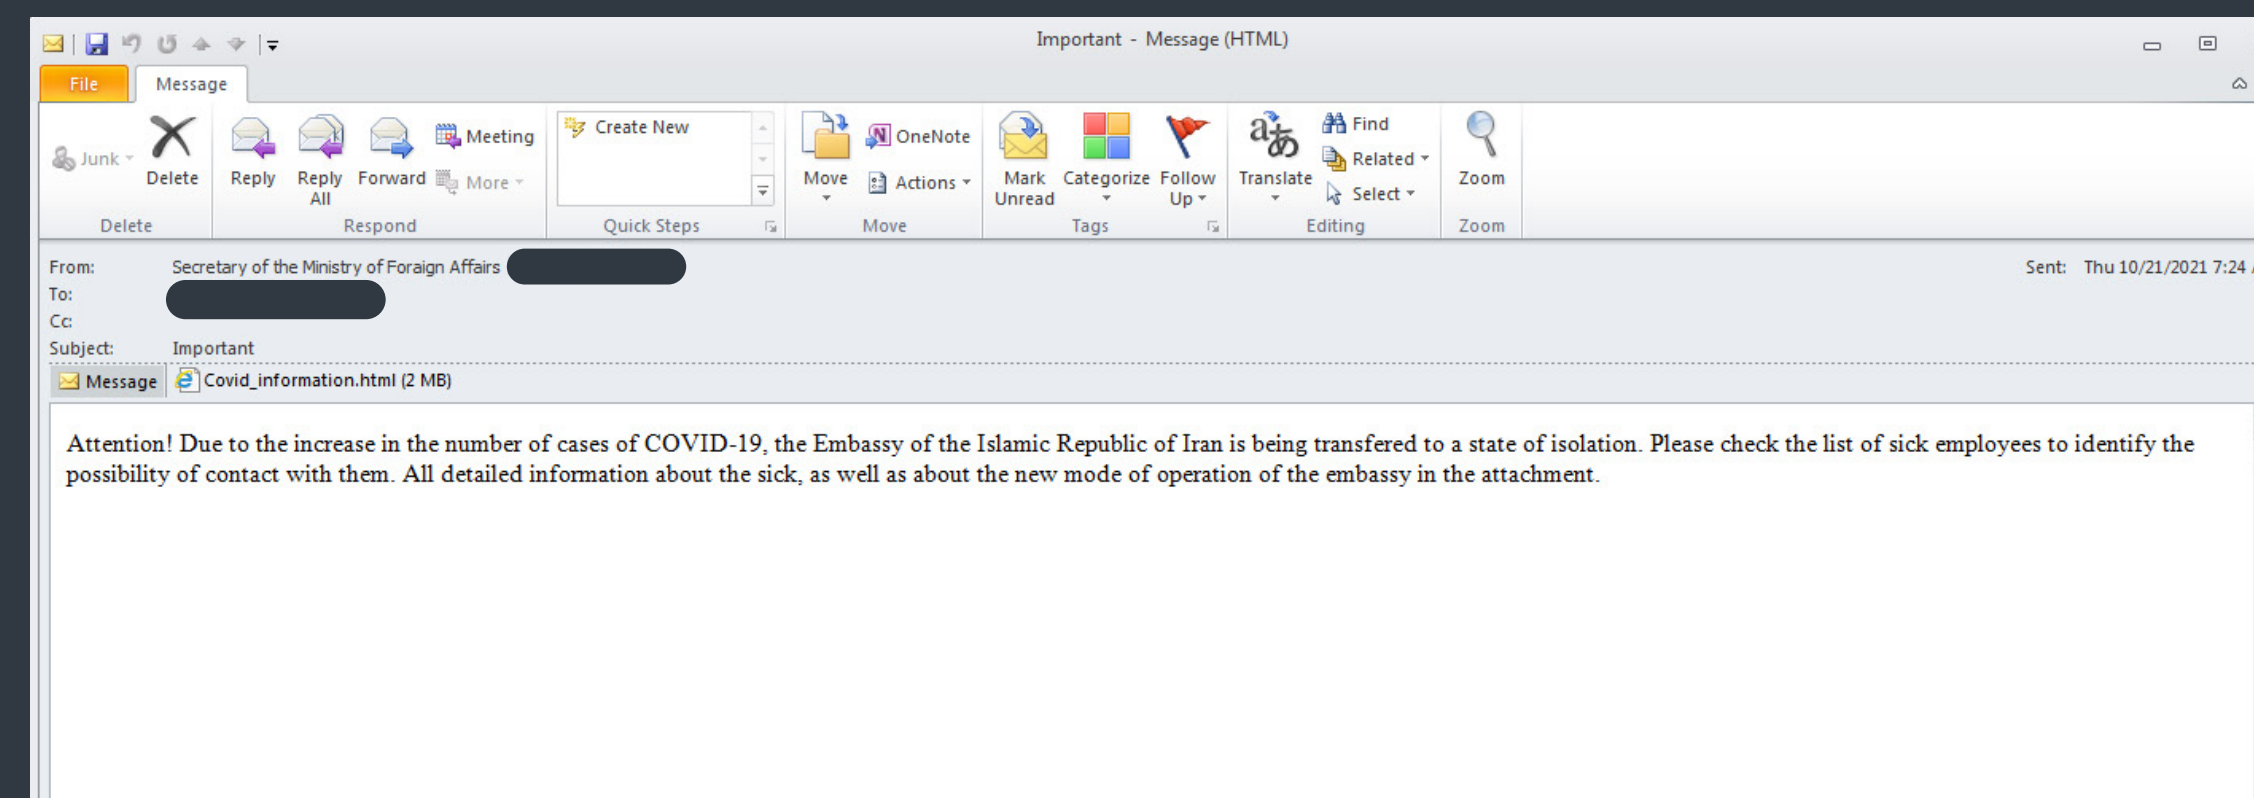 Important - Message (HTML)
File Message
Junk Delete Reply Reply All Forward Meeting More Create New Move OneNote Actions Mark Unread Categorize Follow Up Translate Find Related Select Zoom
Delete Respond Quick Steps Move Tags Editing Zoom
From: Secretary of the Ministry of Foraign Affairs Sent: Thu 10/21/2021 7:24
To:
Cc:
Subject: Important
Message Covid_information.html (2 MB)
Attention! Due to the increase in the number of cases of COVID-19, the Embassy of the Islamic Republic of Iran is being transfered to a state of isolation. Please check the list of sick employees to identify the
possibility of contact with them. All detailed information about the sick, as well as about the new mode of operation of the embassy in the attachment.